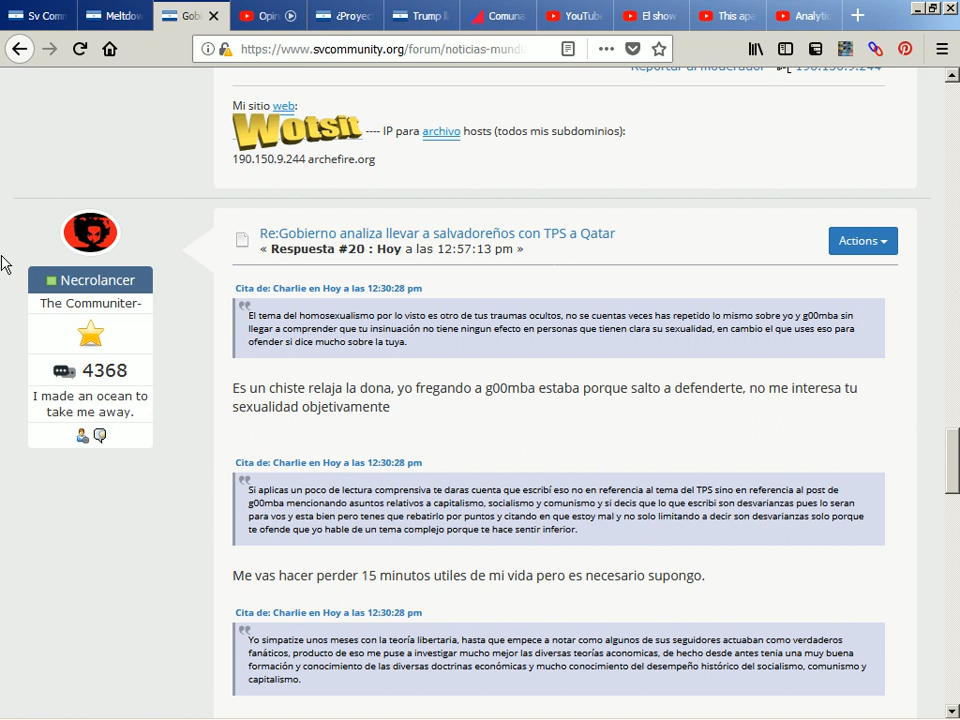 Sv Com
Meltdow
Gobi
Opin
¿Proye
Trump ll
Comuna
YouTube
El show
This apa
Analytic
https://www.svcommunity.org/forum/noticias-mundi
Reportar al moderador 190.150.9.244
Mi sitio web:
Wotsit ---- IP para archivo hosts (todos mis subdominios):
190.150.9.244 archefire.org
Necrolancer
The Communiter-
4368
I made an ocean to
take me away.
Re:Gobierno analiza llevar a salvadoreños con TPS a Qatar
« Respuesta #20 : Hoy a las 12:57:13 pm »
Actions
Cita de: Charlie en Hoy a las 12:30:28 pm
El tema del homosexualismo por lo visto es otro de tus traumas ocultos, no se cuentas veces has repetido lo mismo sobre yo y g00mba sin
llegar a comprender que tu insinuación no tiene ningun efecto en personas que tienen clara su sexualidad, en cambio el que uses eso para
ofender si dice mucho sobre la tuya.
Es un chiste relaja la dona, yo fregando a g00mba estaba porque salto a defenderte, no me interesa tu
sexualidad objetivamente
Cita de: Charlie en Hoy a las 12:30:28 pm
Si aplicas un poco de lectura comprensiva te daras cuenta que escribí eso no en referencia al tema del TPS sino en referencia al post de
g00mba mencionando asuntos relativos a capitalismo, socialismo y comunismo y si decis que lo que escribi son desvarianzas pues lo seran
para vos y esta bien pero tenes que rebatirlo por puntos y citando en que estoy mal y no solo limitando a decir son desvarianzas solo porque
te ofende que yo hable de un tema complejo porque te hace sentir inferior.
Me vas hacer perder 15 minutos utiles de mi vida pero es necesario supongo.
Cita de: Charlie en Hoy a las 12:30:28 pm
Yo simpatize unos meses con la teoría libertaria, hasta que empece a notar como algunos de sus seguidores actuaban como verdaderos
fanáticos, producto de eso me puse a investigar mucho mejor las diversas teorías economicas, de hecho desde antes tenia una muy buena
formación y conocimiento de las diversas doctrinas económicas y mucho conocimiento del desempeño histórico del socialismo, comunismo y
capitalismo.